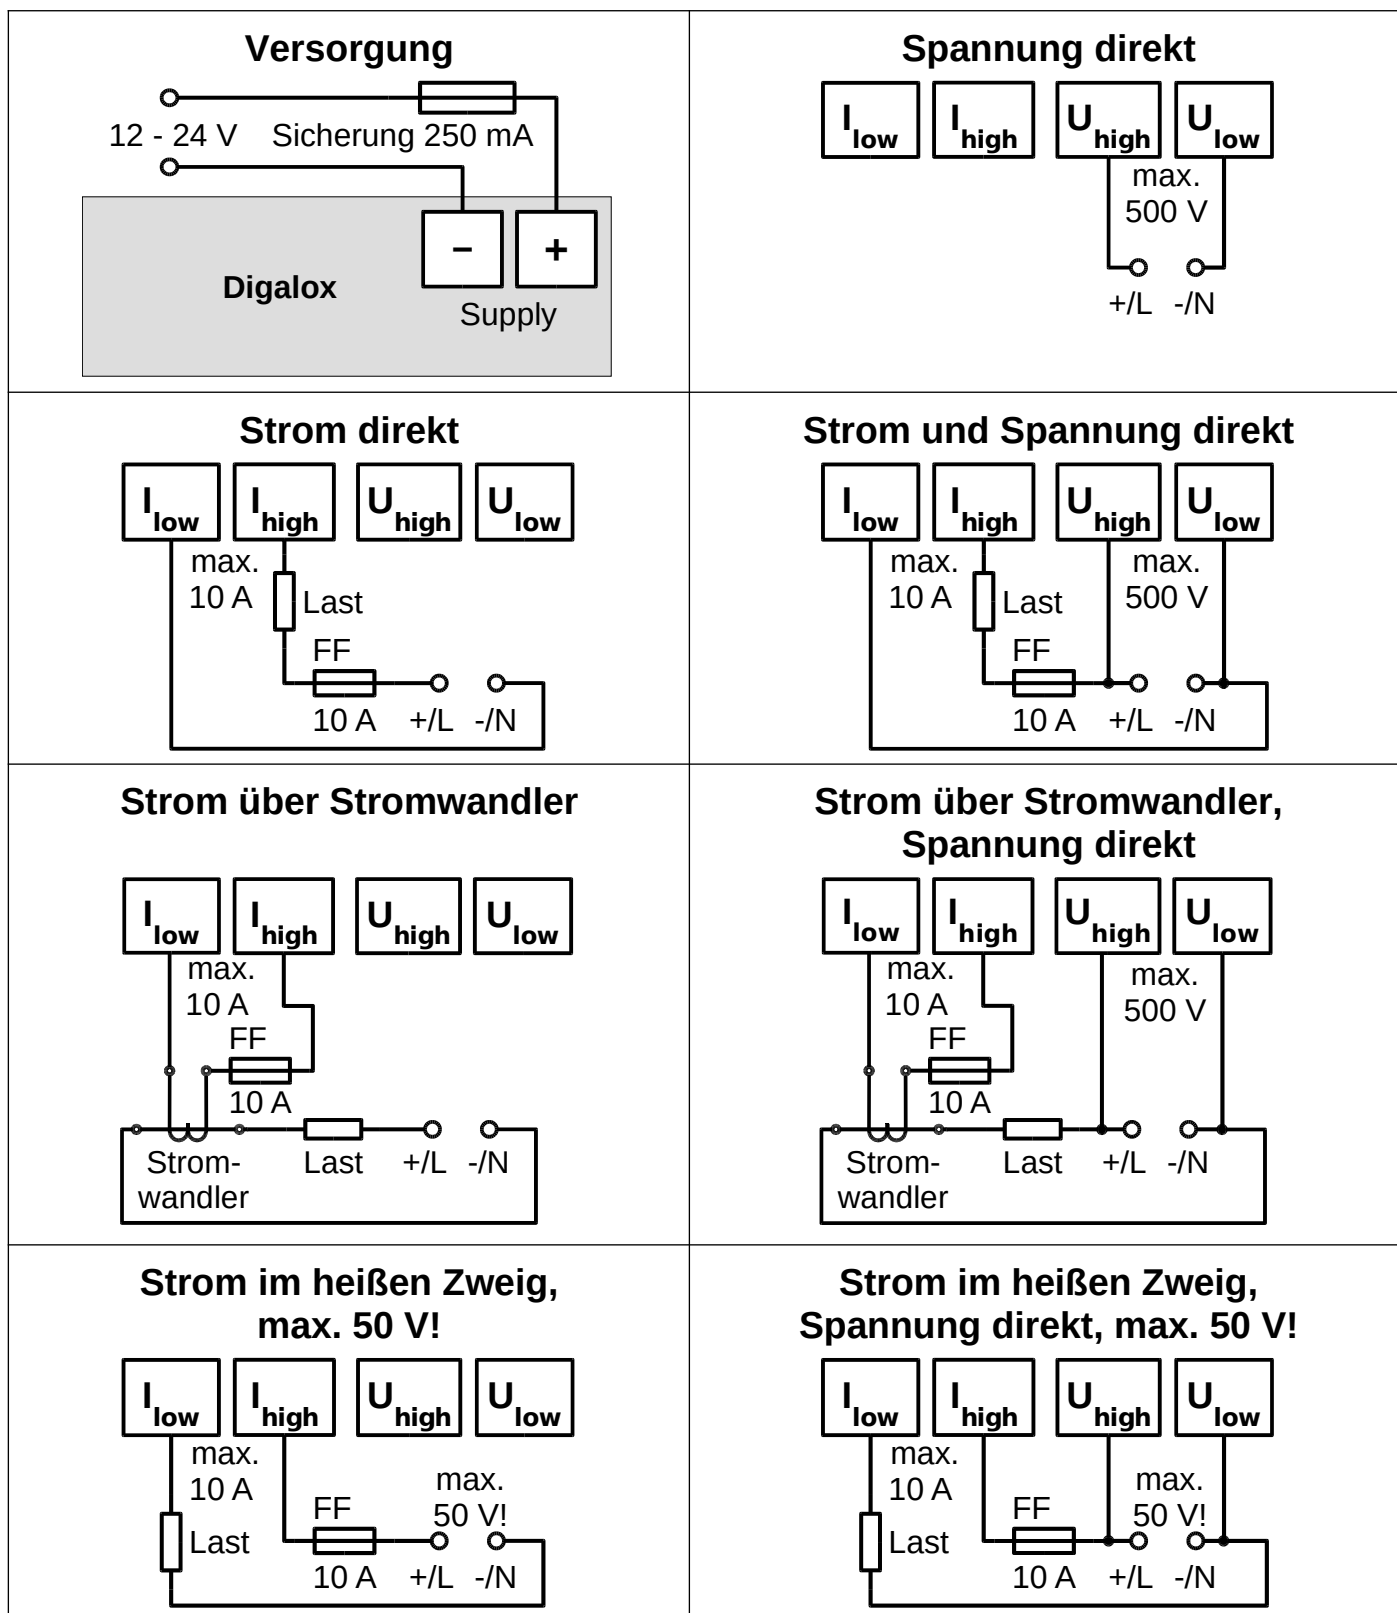 Versorgung
12 - 24 V Sicherung 250 mA
− +
Digalox
Supply
Spannung direkt
Ilow Ihigh Uhigh Ulow
max.
500 V
+/L -/N
Strom direkt
Ilow Ihigh Uhigh Ulow
max.
10 A Last
FF
10 A +/L -/N
Strom und Spannung direkt
Ilow Ihigh Uhigh Ulow
max. max.
10 A Last 500 V
FF
10 A +/L -/N
Strom über Stromwandler
Ilow Ihigh Uhigh Ulow
max.
10 A
FF
10 A
Strom- Last +/L -/N
wandler
Strom über Stromwandler,
Spannung direkt
Ilow Ihigh Uhigh Ulow
max. max.
10 A 500 V
FF
10 A
Strom- Last +/L -/N
wandler
Strom im heißen Zweig,
max. 50 V!
Ilow Ihigh Uhigh Ulow
max. max.
10 A FF 50 V!
Last
10 A +/L -/N
Strom im heißen Zweig,
Spannung direkt, max. 50 V!
Ilow Ihigh Uhigh Ulow
max. max.
10 A FF 50 V!
Last
10 A +/L -/N